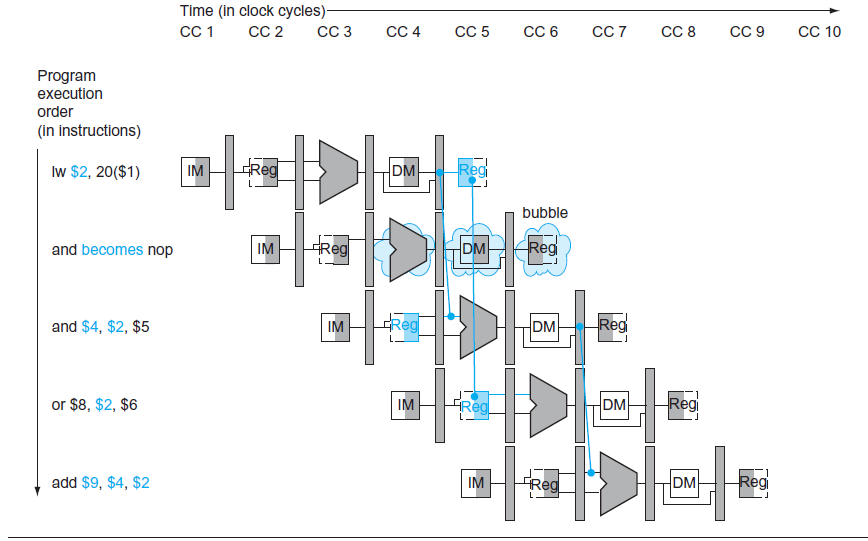 Time (in clock cycles)
CC 1 CC 2 CC 3 CC 4 CC 5 CC 6 CC 7 CC 8 CC 9 CC 10
Program
execution
order
(in instructions)
lw $2, 20($1) IM Reg DM Reg
bubble
and becomes nop IM Reg DM Reg
and $4, $2, $5 IM Reg DM Reg
or $8, $2, $6 IM Reg DM Reg
add $9, $4, $2 IM Reg DM Reg